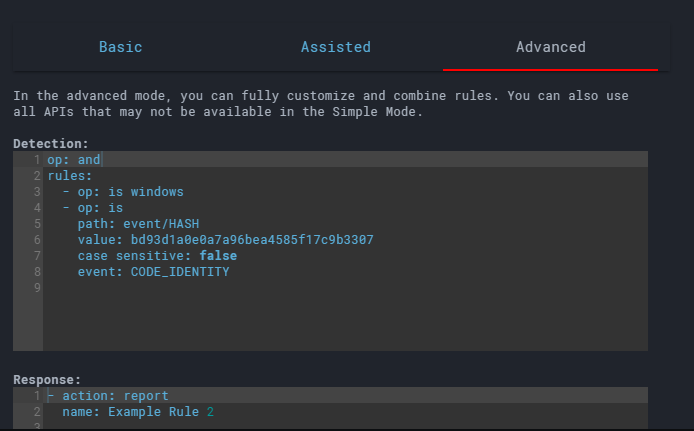 Basic Assisted Advanced
In the advanced mode, you can fully customize and combine rules. You can also use
all APIs that may not be available in the Simple Mode.
Detection:
1 op: and
2 rules:
3   - op: is windows
4   - op: is
5     path: event/HASH
6     value: bd93d1a0e0a7a96bea4585f17c9b3307
7     case sensitive: false
8     event: CODE_IDENTITY
9
Response:
1 - action: report
2   name: Example Rule 2
3